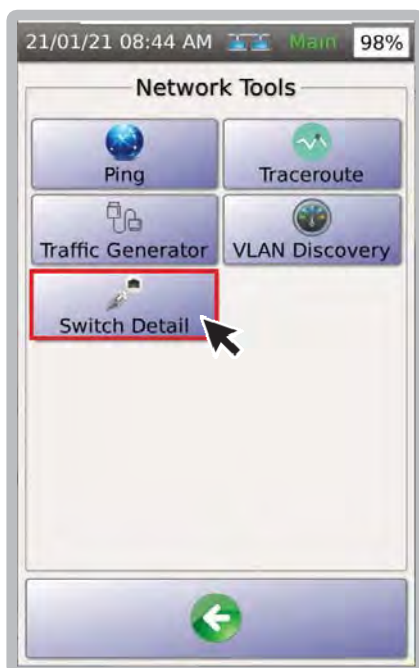 21/01/21 08:44 AM Main 98%
Network Tools
Ping
Traceroute
Traffic Generator
VLAN Discovery
Switch Detail